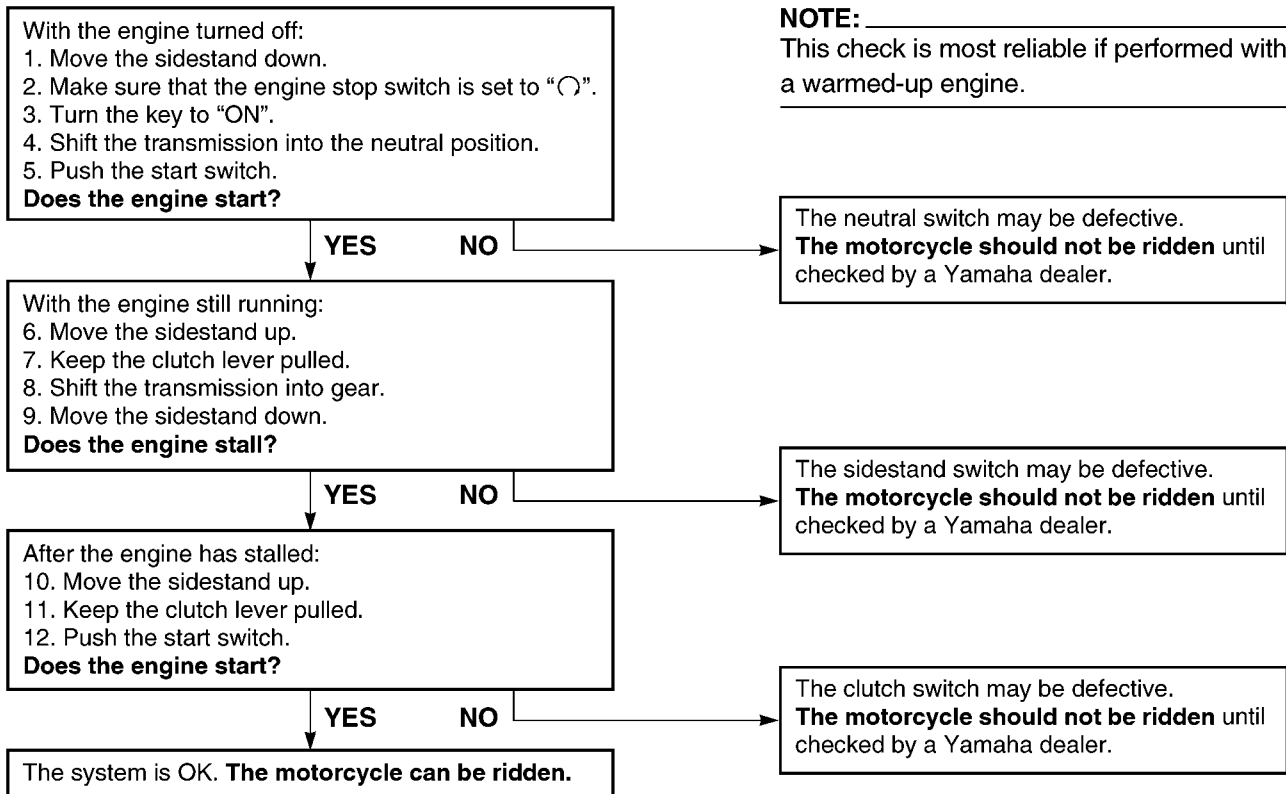 With the engine turned off:
1. Move the sidestand down.
2. Make sure that the engine stop switch is set to “”.
3. Turn the key to “ON”.
4. Shift the transmission into the neutral position.
5. Push the start switch.
Does the engine start?
NOTE:
This check is most reliable if performed with
a warmed-up engine.
YES NO
The neutral switch may be defective.
The motorcycle should not be ridden until
checked by a Yamaha dealer.
With the engine still running:
6. Move the sidestand up.
7. Keep the clutch lever pulled.
8. Shift the transmission into gear.
9. Move the sidestand down.
Does the engine stall?
YES NO
The sidestand switch may be defective.
The motorcycle should not be ridden until
checked by a Yamaha dealer.
After the engine has stalled:
10. Move the sidestand up.
11. Keep the clutch lever pulled.
12. Push the start switch.
Does the engine start?
YES NO
The clutch switch may be defective.
The motorcycle should not be ridden until
checked by a Yamaha dealer.
The system is OK. The motorcycle can be ridden.